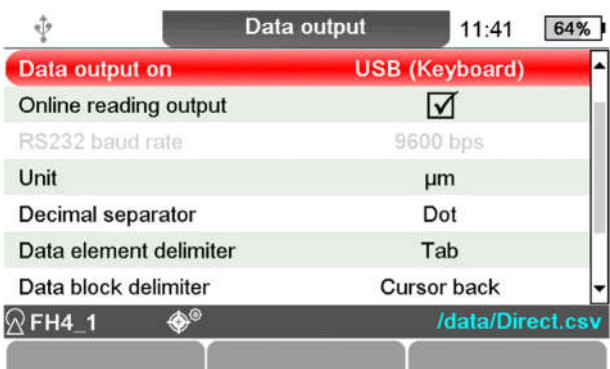 Data output 11:41 64%
Data output on USB (Keyboard)
Online reading output
RS232 baud rate 9600 bps
Unit µm
Decimal separator Dot
Data element delimiter Tab
Data block delimiter Cursor back
FH4_1 /data/Direct.csv